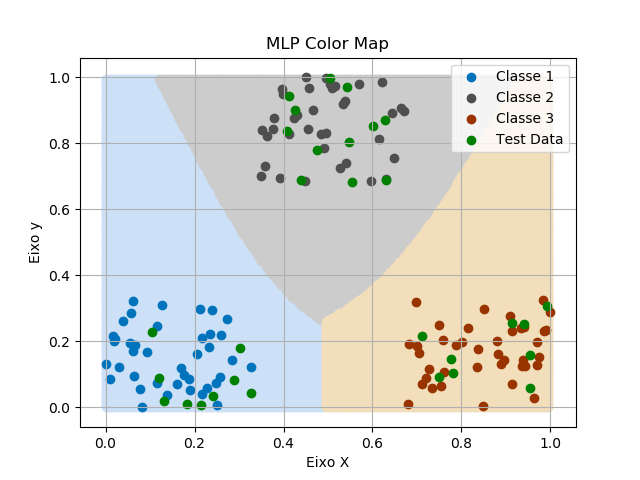 MLP Color Map
Classe 1
Classe 2
Classe 3
Test Data
Eixo y
1.0
0.8
0.6
0.4
0.2
0.0
0.0 0.2 0.4 0.6 0.8 1.0
Eixo X